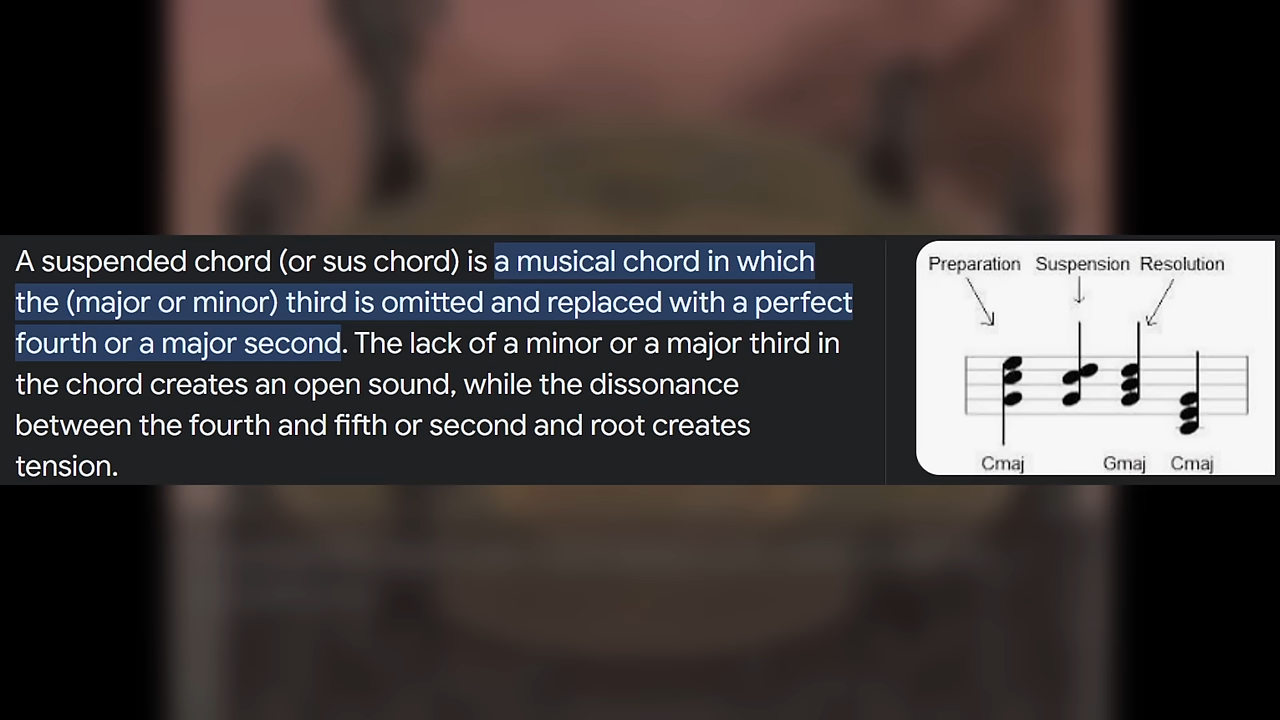 A suspended chord (or sus chord) is a musical chord in which
the (major or minor) third is omitted and replaced with a perfect
fourth or a major second. The lack of a minor or a major third in
the chord creates an open sound, while the dissonance
between the fourth and fifth or second and root creates
tension.
Preparation Suspension Resolution
Cmaj Gmaj Cmaj